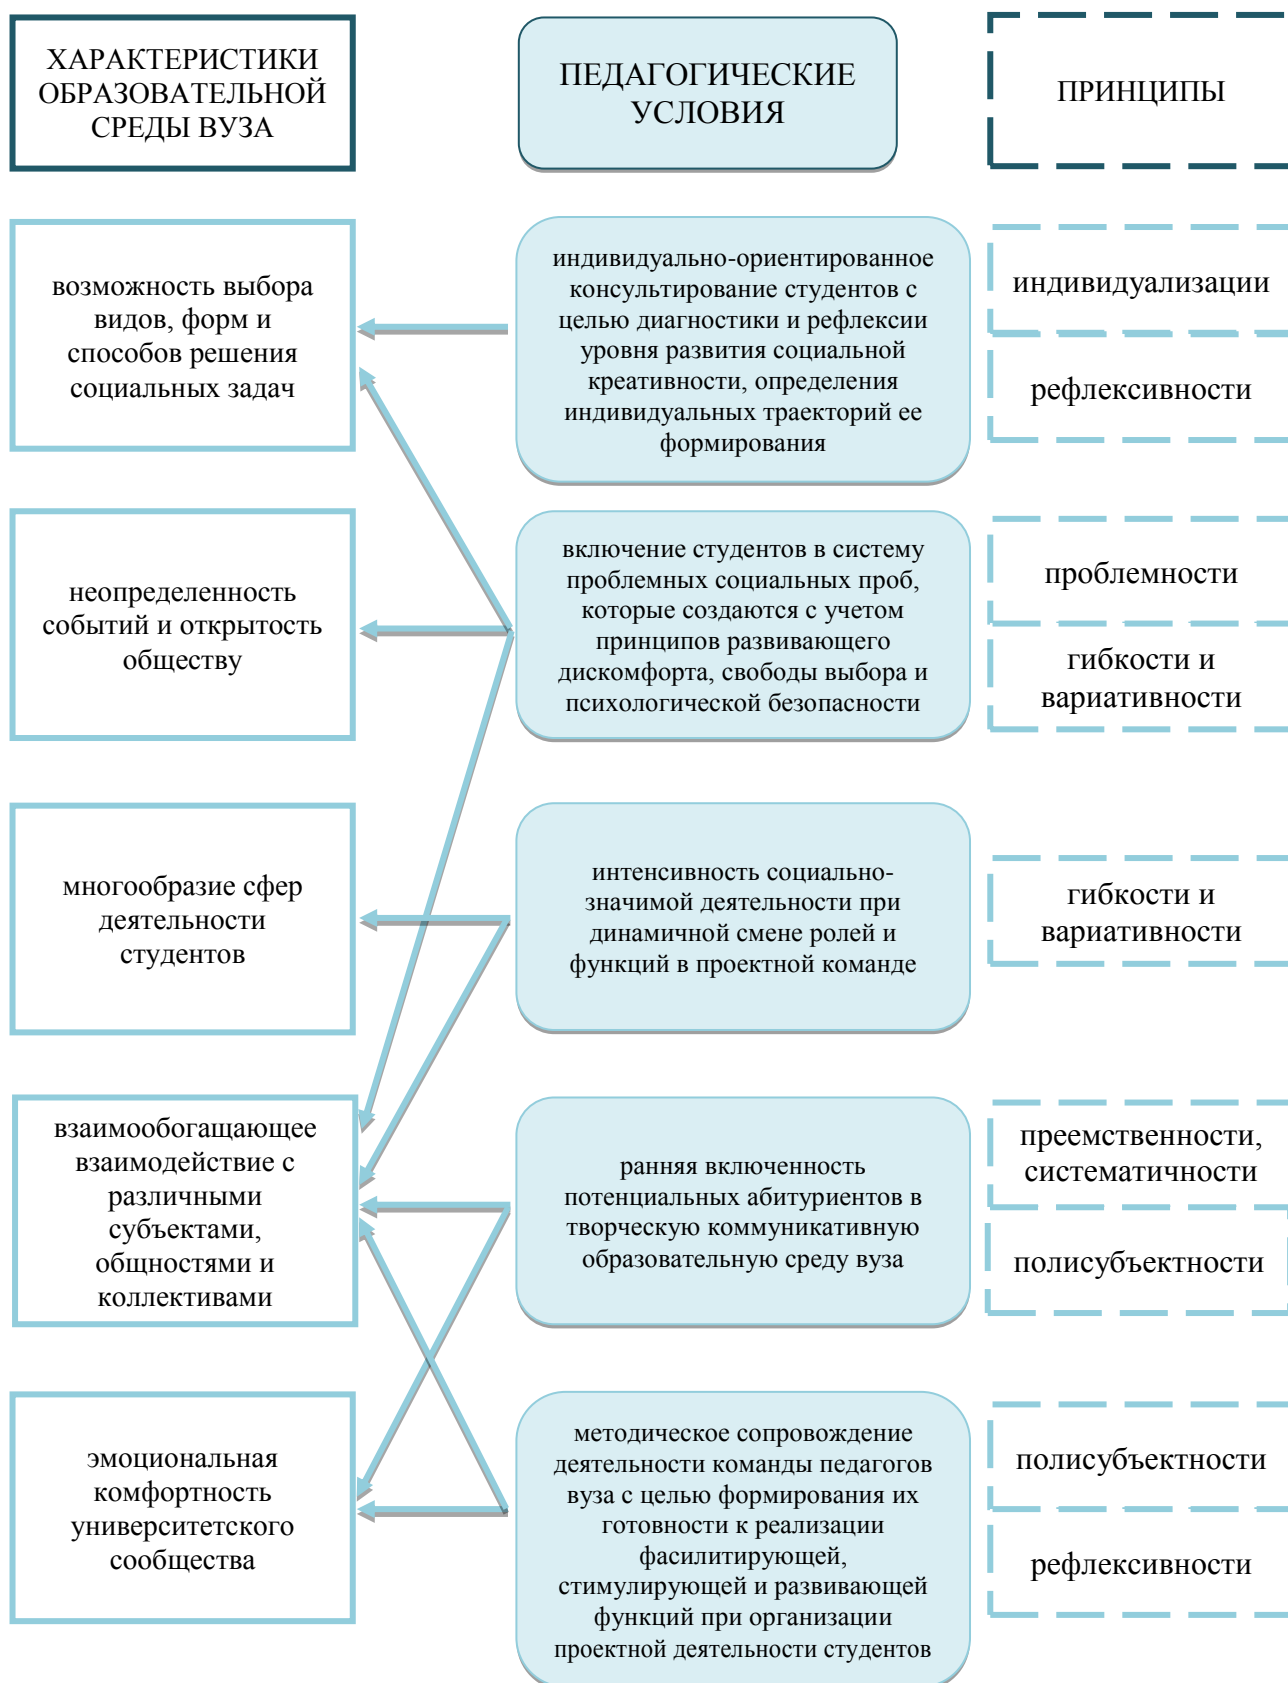 ХАРАКТЕРИСТИКИ
ОБРАЗОВАТЕЛЬНОЙ
СРЕДЫ ВУЗА
ПЕДАГОГИЧЕСКИЕ
УСЛОВИЯ
ПРИНЦИПЫ
возможность выбора
видов, форм и
способов решения
социальных задач
индивидуально-ориентированное
консультирование студентов с
целью диагностики и рефлексии
уровня развития социальной
креативности, определения
индивидуальных траекторий ее
формирования
индивидуализации
рефлексивности
неопределенность
событий и открытость
обществу
включение студентов в систему
проблемных социальных проб,
которые создаются с учетом
принципов развивающего
дискомфорта, свободы выбора и
психологической безопасности
проблемности
гибкости и
вариативности
многообразие сфер
деятельности
студентов
интенсивность социально-
значимой деятельности при
динамичной смене ролей и
функций в проектной команде
гибкости и
вариативности
взаимообогащающее
взаимодействие с
различными
субъектами,
общностями и
коллективами
ранняя включенность
потенциальных абитуриентов в
творческую коммуникативную
образовательную среду вуза
преемственности,
систематичности
полисубъектности
эмоциональная
комфортность
университетского
сообщества
методическое сопровождение
деятельности команды педагогов
вуза с целью формирования их
готовности к реализации
фасилитирующей,
стимулирующей и развивающей
функций при организации
проектной деятельности студентов
полисубъектности
рефлексивности